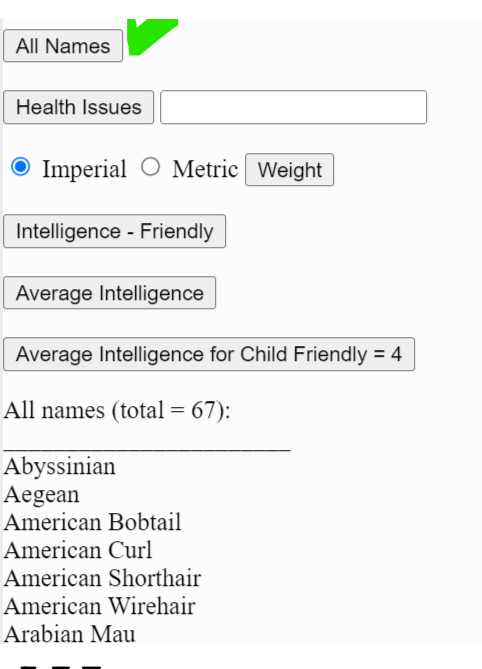 All Names
Health Issues
Imperial Metric Weight
Intelligence - Friendly
Average Intelligence
Average Intelligence for Child Friendly = 4
All names (total = 67):
_______________________
Abyssinian
Aegean
American Bobtail
American Curl
American Shorthair
American Wirehair
Arabian Mau